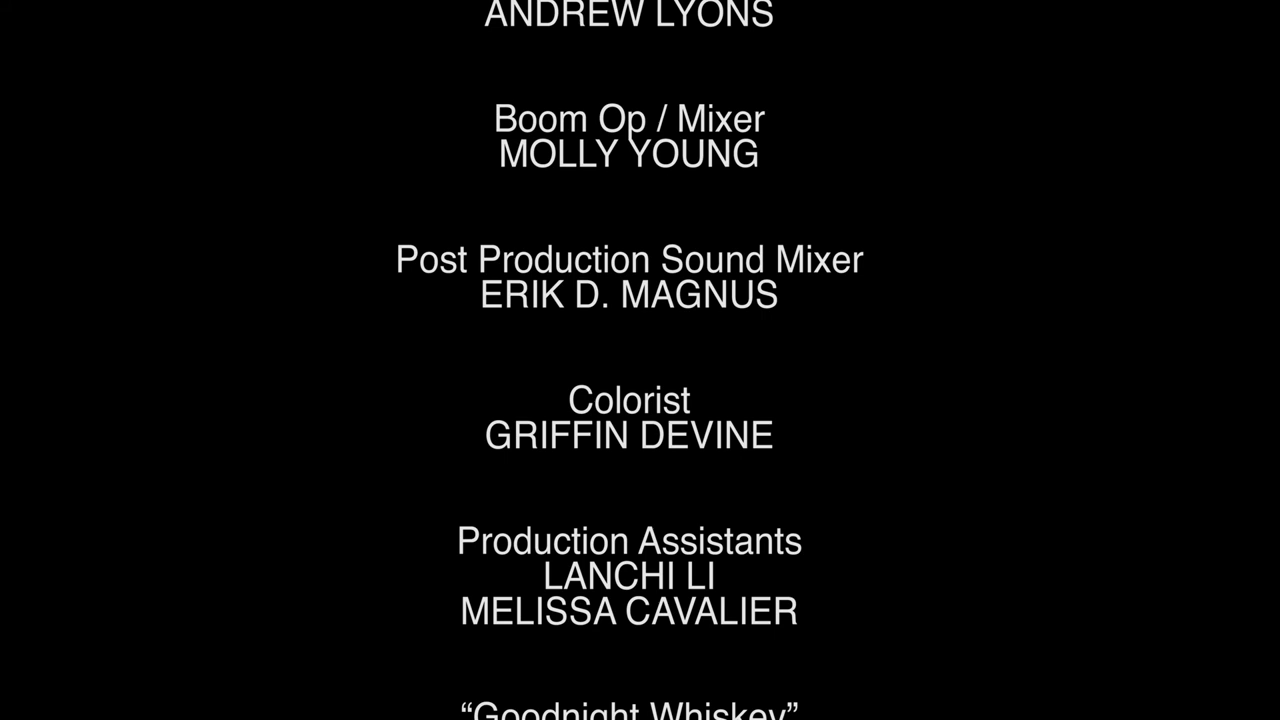 ANDREW LYONS
Boom Op / Mixer
MOLLY YOUNG
Post Production Sound Mixer
ERIK D. MAGNUS
Colorist
GRIFFIN DEVINE
Production Assistants
LANCHI LI
MELISSA CAVALIER
“Goodnight Whiskey”